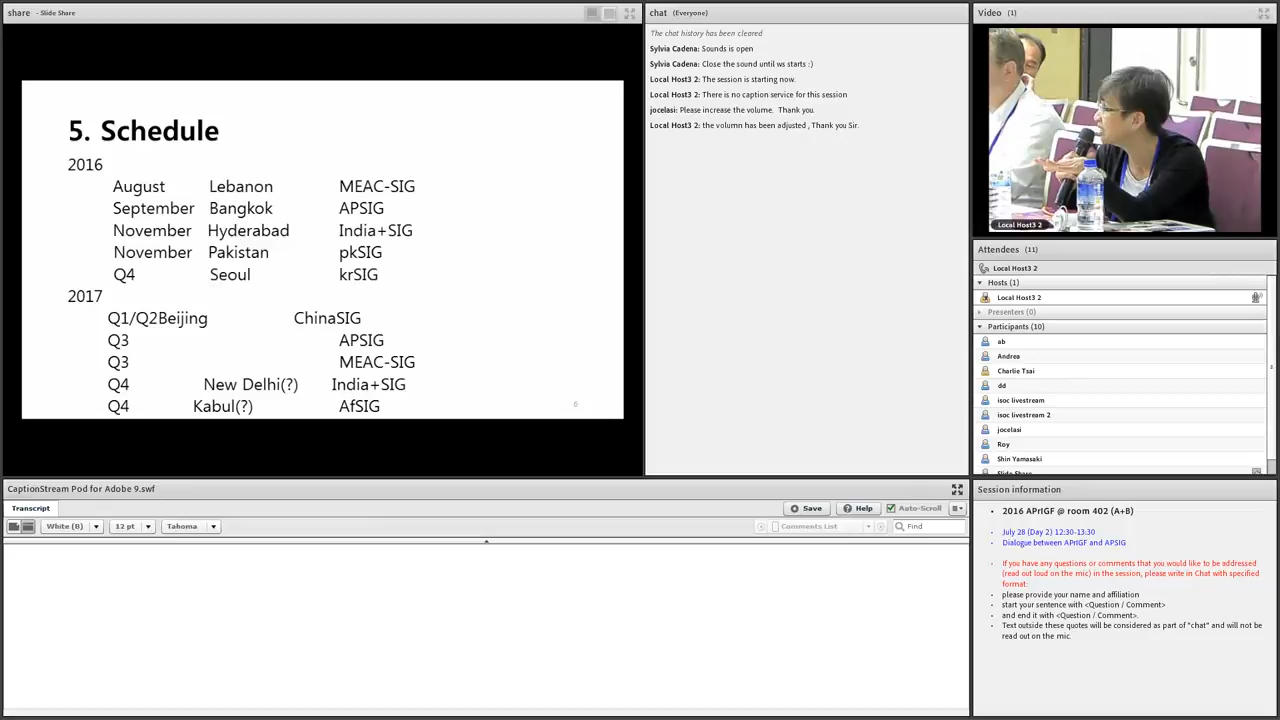 share - Slide Share
5. Schedule
2016
August Lebanon MEAC-SIG
September Bangkok APSIG
November Hyderabad India+SIG
November Pakistan pkSIG
Q4 Seoul krSIG
2017
Q1/Q2Beijing ChinaSIG
Q3 APSIG
Q3 MEAC-SIG
Q4 New Delhi(?) India+SIG
Q4 Kabul(?) AfSIG
6
chat (Everyone)
The chat history has been cleared
Sylvia Cadena: Sounds is open
Sylvia Cadena: Close the sound until ws starts :)
Local Host3 2: The session is starting now.
Local Host3 2: There is no caption service for this session
jocelasi: Please increase the volume. Thank you.
Local Host3 2: the volumn has been adjusted , Thank you Sir.
Video (1)
Local Host3 2
Attendees (11)
Local Host3 2
Hosts (1)
Local Host3 2
Presenters (0)
Participants (10)
ab
Andrea
Charlie Tsai
dd
isoc livestream
isoc livestream 2
jocelasi
Roy
Shin Yamasaki
Slide Share
CaptionStream Pod for Adobe 9.swf
Transcript
Save
Help
Auto-Scroll
White (B)
12 pt
Tahoma
Comments List
Find
Session information
• 2016 APrIGF @ room 402 (A+B)
• July 28 (Day 2) 12:30-13:30
• Dialogue between APrIGF and APSIG
• If you have any questions or comments that you would like to be addressed
(read out loud on the mic) in the session, please write in Chat with specified
format:
• please provide your name and affiliation
• start your sentence with <Question / Comment>
• and end it with <Question / Comment>.
• Text outside these quotes will be considered as part of "chat" and will not be
read out on the mic.